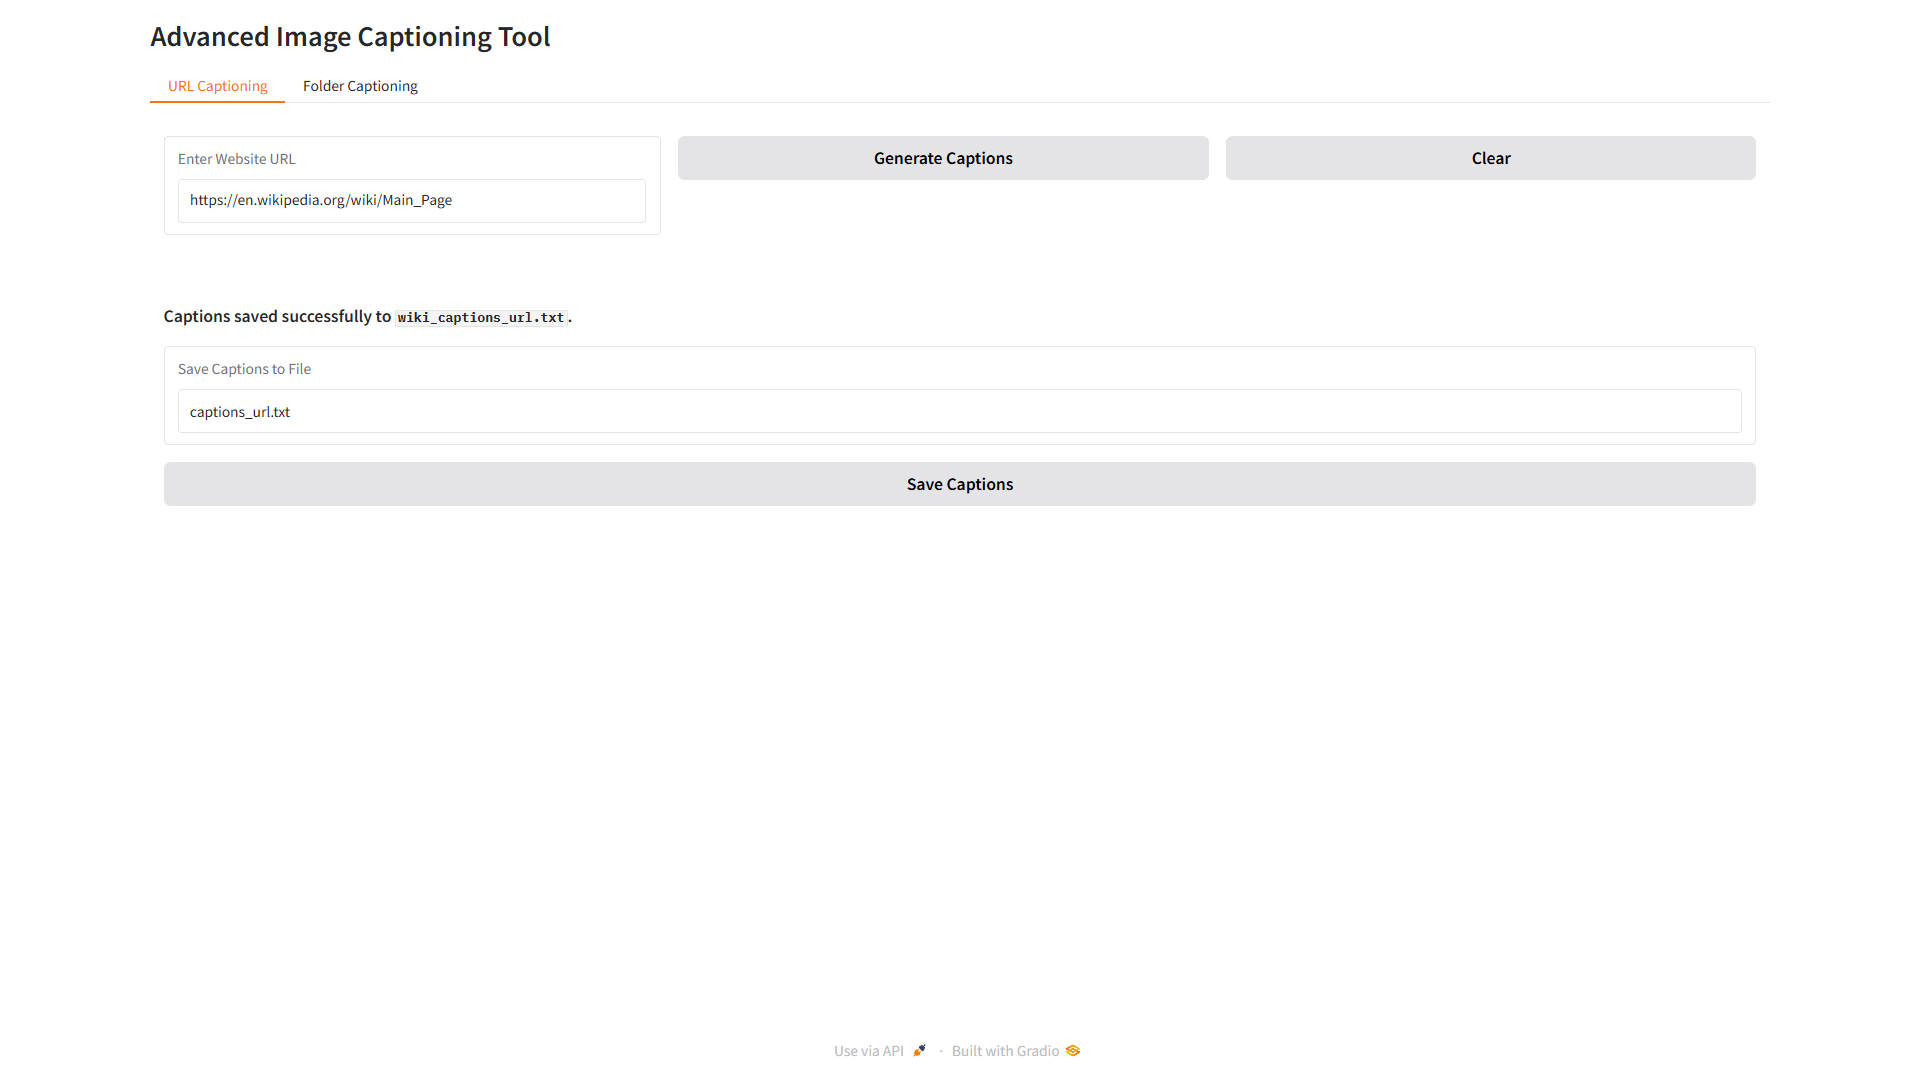 Advanced Image Captioning Tool
URL Captioning
Folder Captioning
Enter Website URL
https://en.wikipedia.org/wiki/Main_Page
Generate Captions
Clear
Captions saved successfully to wiki_captions_url.txt.
Save Captions to File
captions_url.txt
Save Captions
Use via API · Built with Gradio